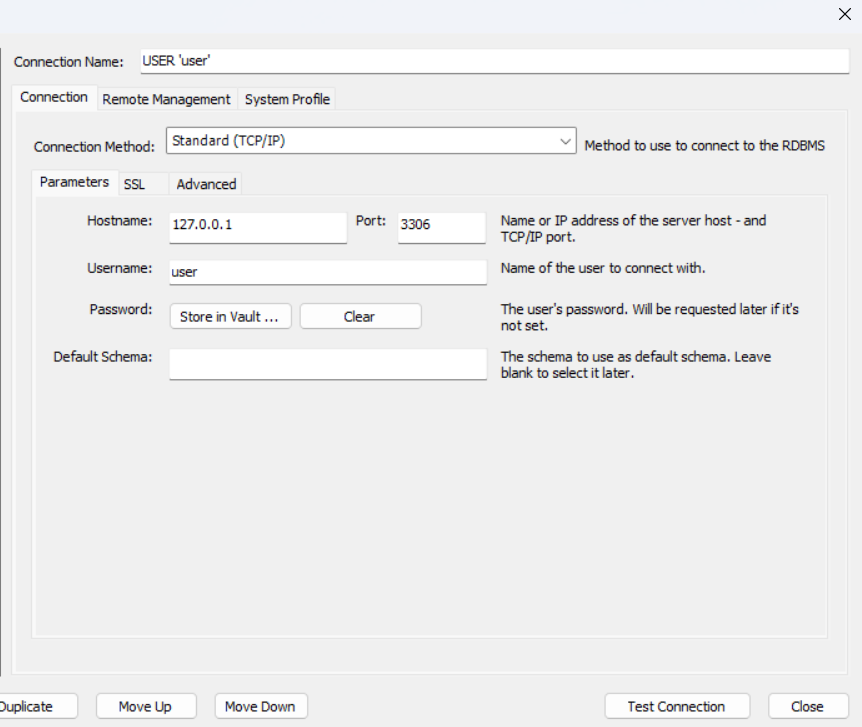 Connection Name: USER 'user'
Connection Remote Management System Profile
Connection Method: Standard (TCP/IP) Method to use to connect to the RDBMS
Parameters SSL Advanced
Hostname: 127.0.0.1 Port: 3306 Name or IP address of the server host - and
TCP/IP port.
Username: user Name of the user to connect with.
Password: Store in Vault ... Clear The user's password. Will be requested later if it's
not set.
Default Schema: The schema to use as default schema. Leave
blank to select it later.
Duplicate Move Up Move Down Test Connection Close